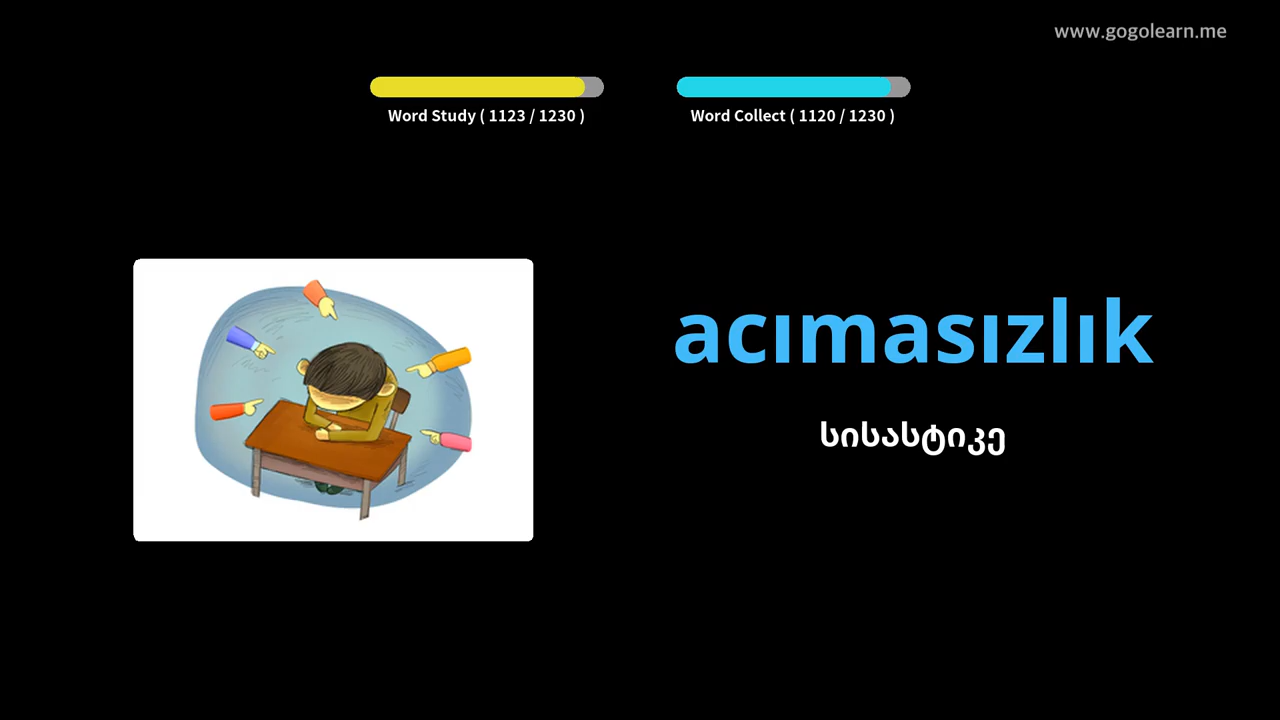 www.gogolearn.me
Word Study ( 1123 / 1230 )
Word Collect ( 1120 / 1230 )
acımasızlık
სისასტიკე